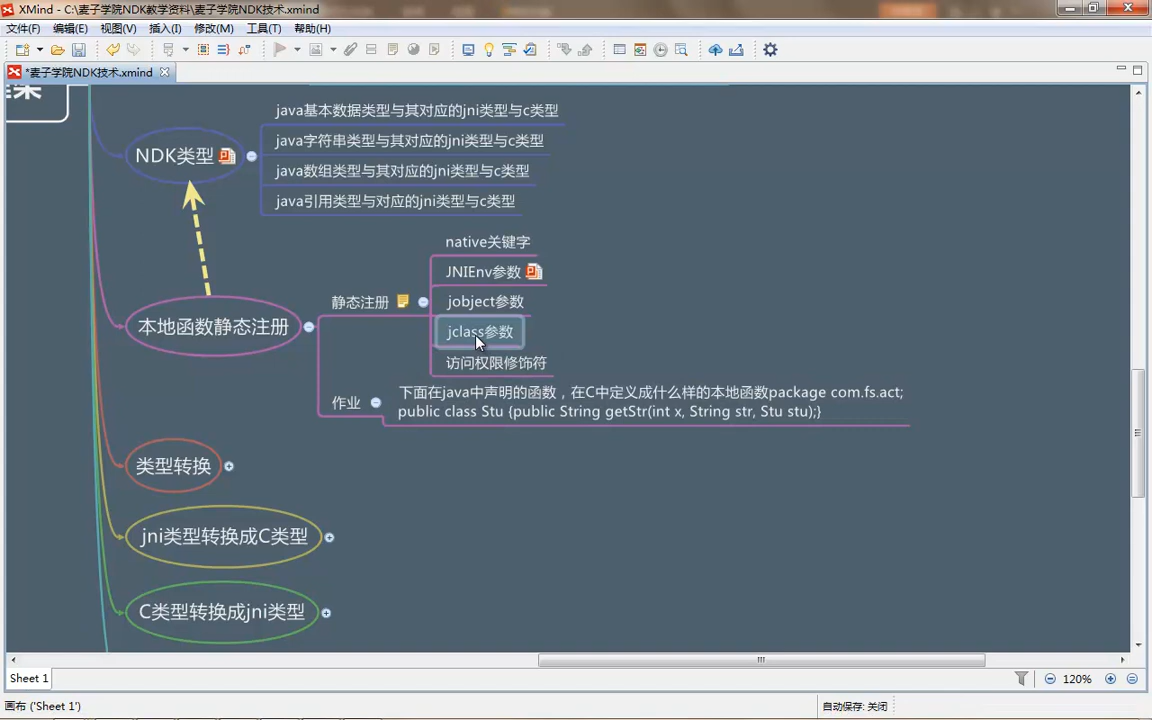 XMind - C:\麦子学院NDK教学资料\麦子学院NDK技术.xmind
文件(F) 编辑(E) 视图(V) 插入(I) 修改(M) 工具(T) 帮助(H)
*麦子学院NDK技术.xmind
java基本数据类型与其对应的jni类型与c类型
NDK类型
java字符串类型与其对应的jni类型与c类型
java数组类型与其对应的jni类型与c类型
java引用类型与对应的jni类型与c类型
native关键字
JNIEnv参数
静态注册
jobject参数
本地函数静态注册
jclass参数
访问权限修饰符
作业
下面在java中声明的函数，在C中定义成什么样的本地函数package com.fs.act;
public class Stu {public String getStr(int x, String str, Stu stu);}
类型转换
jni类型转换成C类型
C类型转换成jni类型
Sheet 1
120%
画布 ('Sheet 1')
自动保存: 关闭